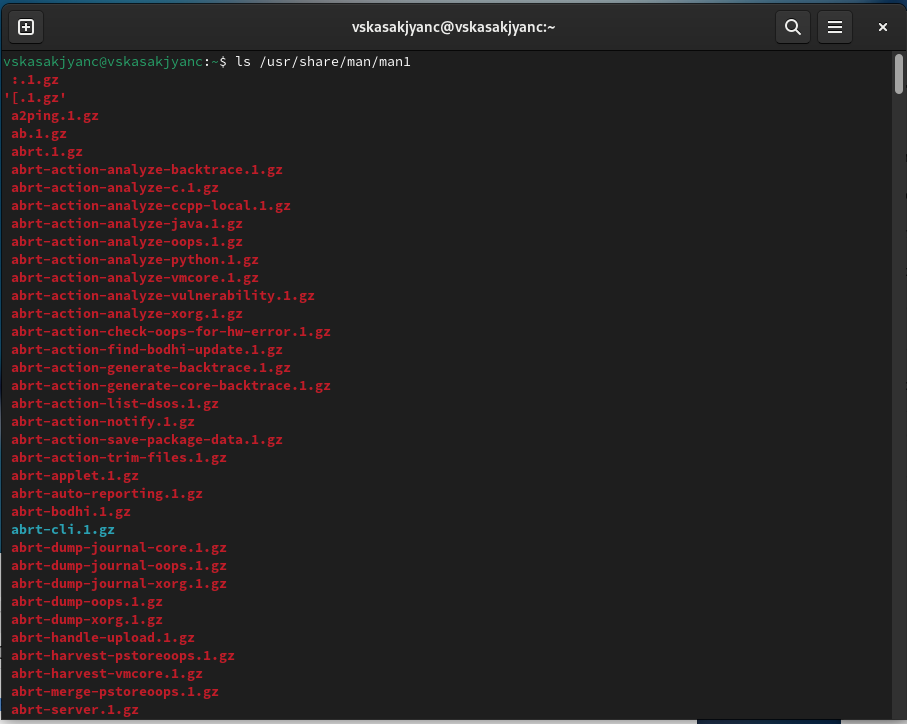 vskasakjyanc@vskasakjyanc:~
vskasakjyanc@vskasakjyanc:~$ ls /usr/share/man/man1
:.1.gz
'[.1.gz'
a2ping.1.gz
ab.1.gz
abrt.1.gz
abrt-action-analyze-backtrace.1.gz
abrt-action-analyze-c.1.gz
abrt-action-analyze-ccpp-local.1.gz
abrt-action-analyze-java.1.gz
abrt-action-analyze-oops.1.gz
abrt-action-analyze-python.1.gz
abrt-action-analyze-vmcore.1.gz
abrt-action-analyze-vulnerability.1.gz
abrt-action-analyze-xorg.1.gz
abrt-action-check-oops-for-hw-error.1.gz
abrt-action-find-bodhi-update.1.gz
abrt-action-generate-backtrace.1.gz
abrt-action-generate-core-backtrace.1.gz
abrt-action-list-dsos.1.gz
abrt-action-notify.1.gz
abrt-action-save-package-data.1.gz
abrt-action-trim-files.1.gz
abrt-applet.1.gz
abrt-auto-reporting.1.gz
abrt-bodhi.1.gz
abrt-cli.1.gz
abrt-dump-journal-core.1.gz
abrt-dump-journal-oops.1.gz
abrt-dump-journal-xorg.1.gz
abrt-dump-oops.1.gz
abrt-dump-xorg.1.gz
abrt-handle-upload.1.gz
abrt-harvest-pstoreoops.1.gz
abrt-harvest-vmcore.1.gz
abrt-merge-pstoreoops.1.gz
abrt-server.1.gz